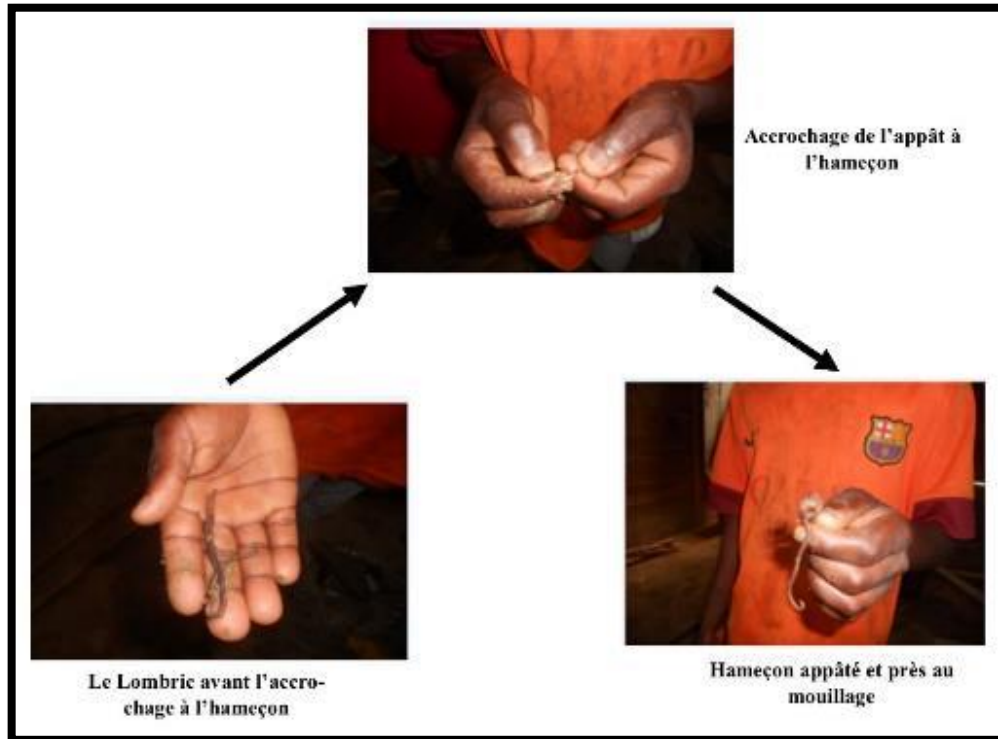 Accrochage de l'appât à
l'hameçon
Le Lombric avant l'accro-
chage à l'hameçon
Hameçon appâté et près au
mouillage